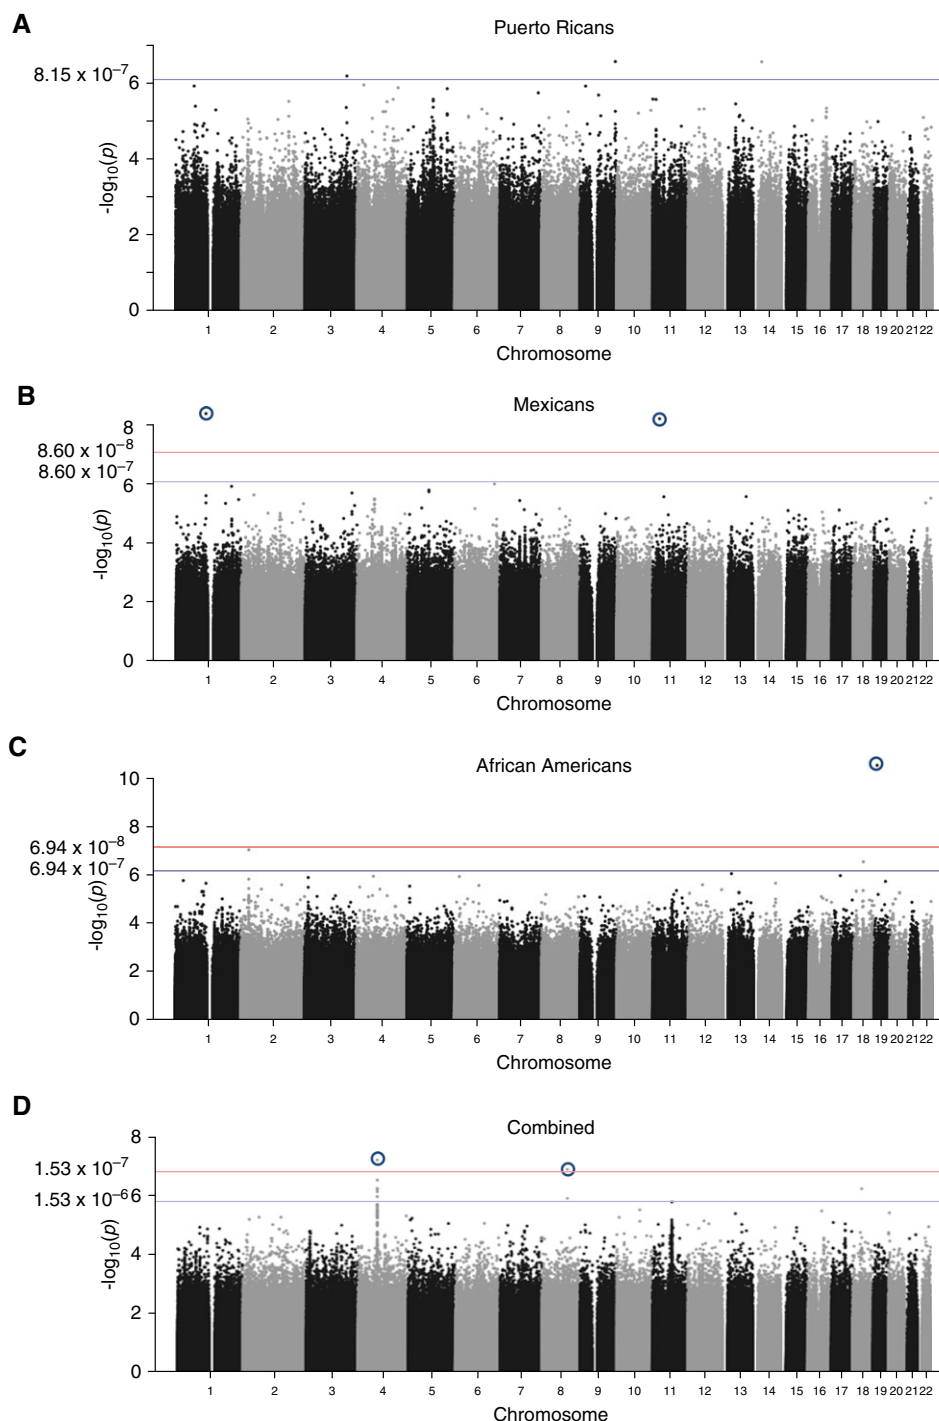 A
Puerto Ricans
8.15 x 10⁻⁷
6
4
2
0
-log₁₀(p)
1 2 3 4 5 6 7 8 9 10 11 12 13 14 15 16 17 18 19 20 21 22
Chromosome
B
Mexicans
8
8.60 x 10⁻⁸
8.60 x 10⁻⁷
6
4
2
0
-log₁₀(p)
1 2 3 4 5 6 7 8 9 10 11 12 13 14 15 16 17 18 19 20 21 22
Chromosome
C
African Americans
10
8
6.94 x 10⁻⁸
6.94 x 10⁻⁷
6
4
2
0
-log₁₀(p)
1 2 3 4 5 6 7 8 9 10 11 12 13 14 15 16 17 18 19 20 21 22
Chromosome
D
Combined
8
1.53 x 10⁻⁷
1.53 x 10⁻⁶ 6
4
2
0
-log₁₀(p)
1 2 3 4 5 6 7 8 9 10 11 12 13 14 15 16 17 18 19 20 21 22
Chromosome